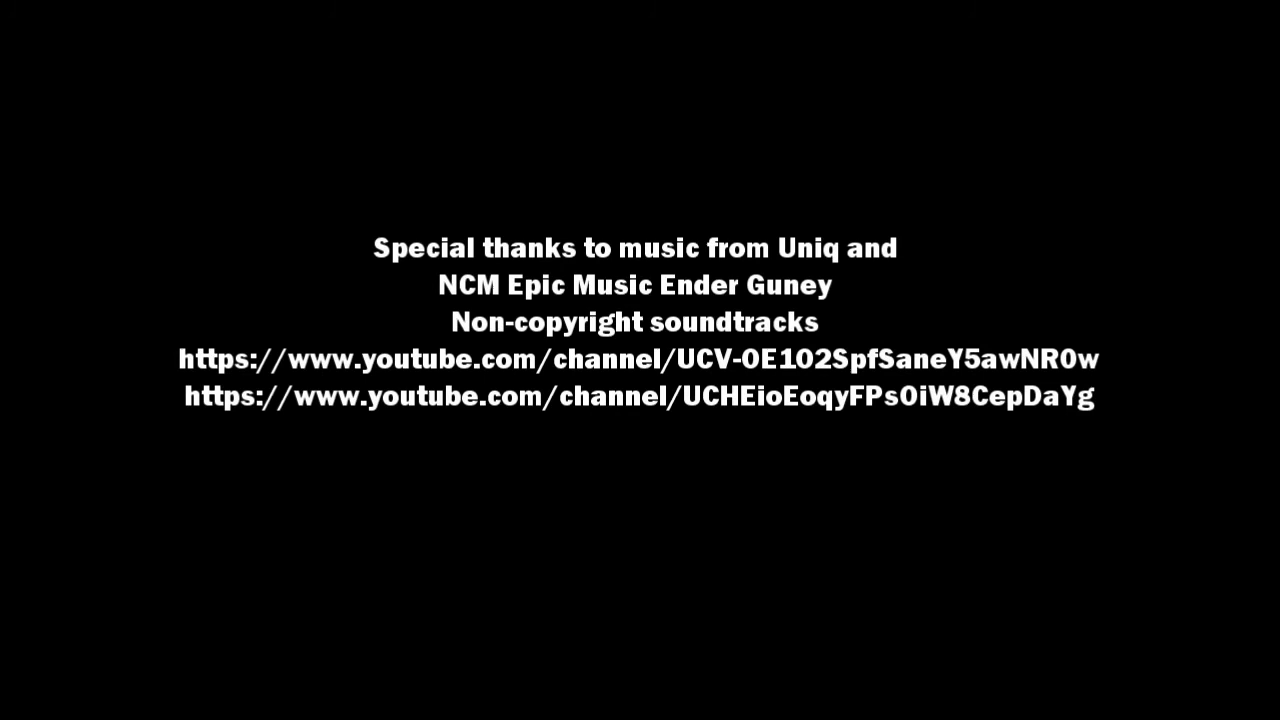 Special thanks to music from Uniq and
NCM Epic Music Ender Guney
Non-copyright soundtracks
https://www.youtube.com/channel/UCV-0E102SpfSaneY5awNR0w
https://www.youtube.com/channel/UCHEioEoqyFPs0iW8CepDaYg